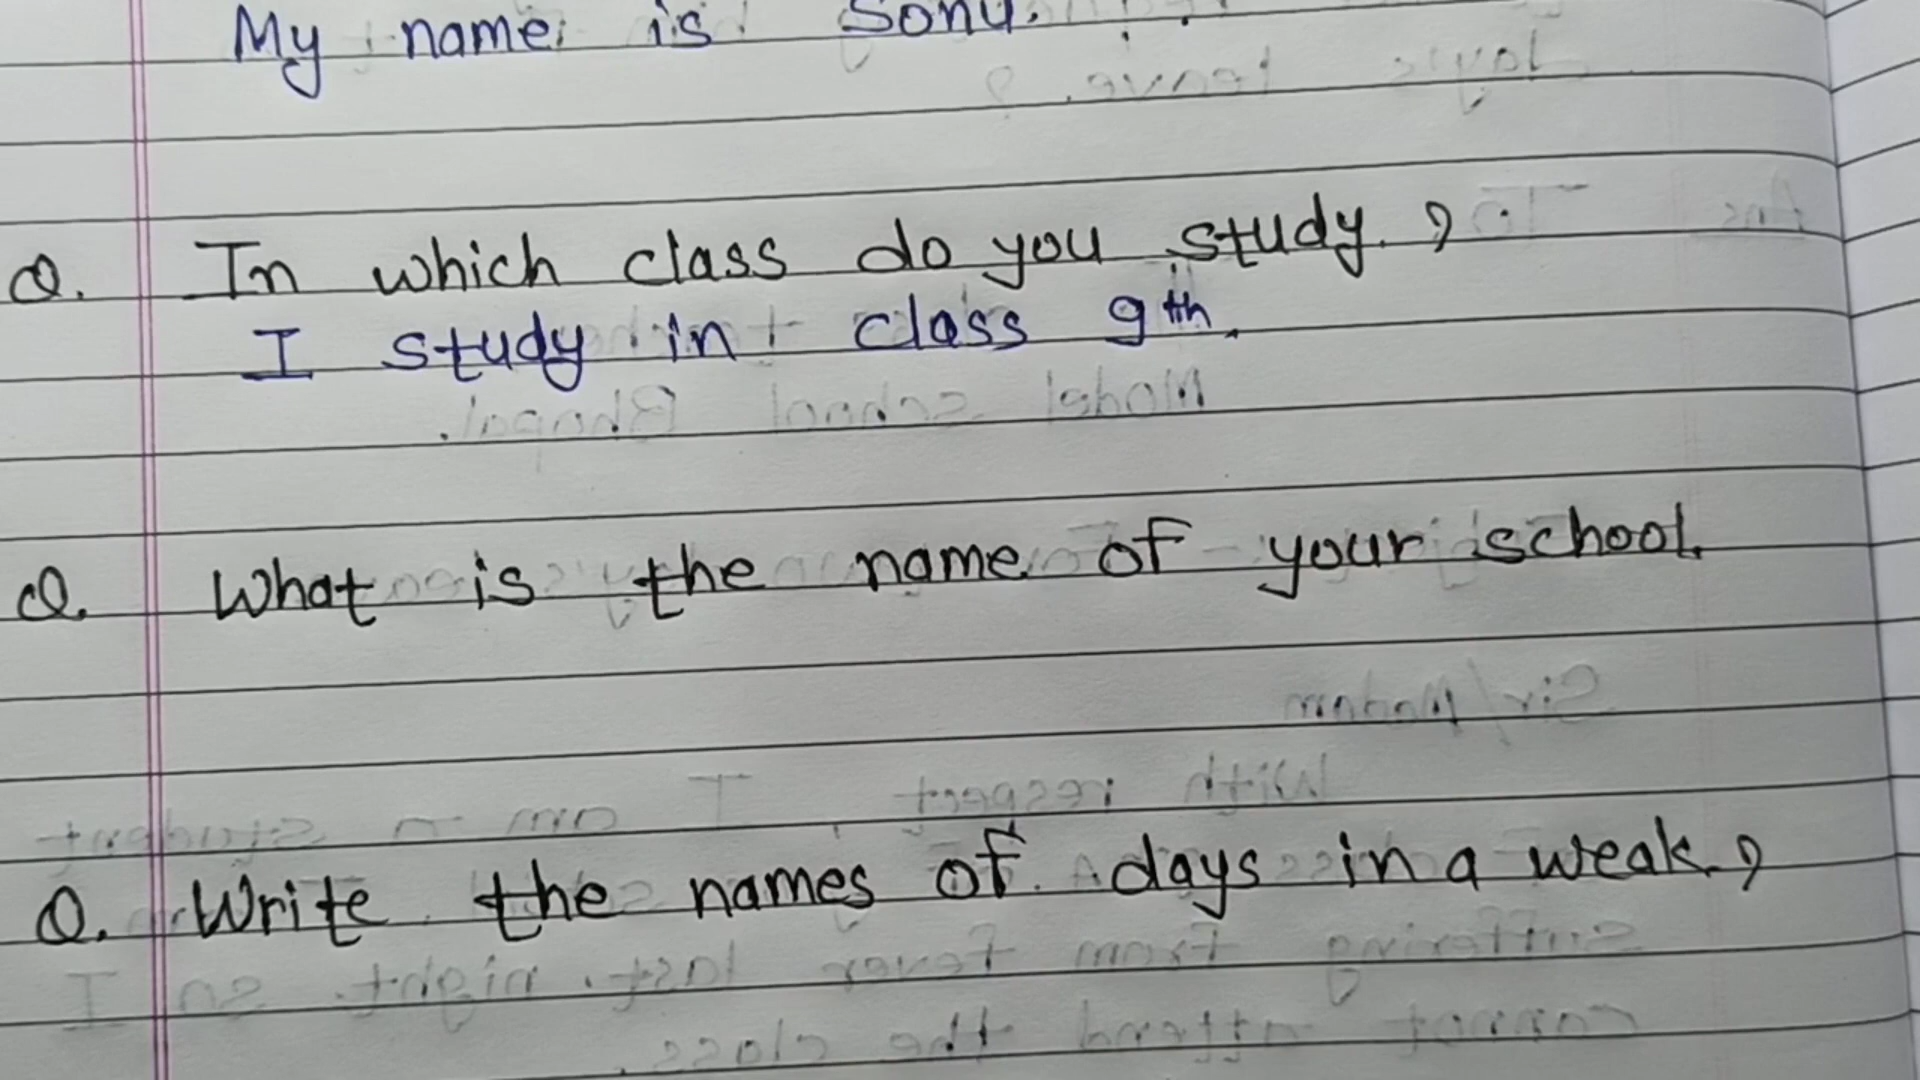 My name is Sonu.
Q. In which class do you study. ?
I study in class 9th.
Q. What is the name of your school.
Q. Write the names of days in a weak. ?